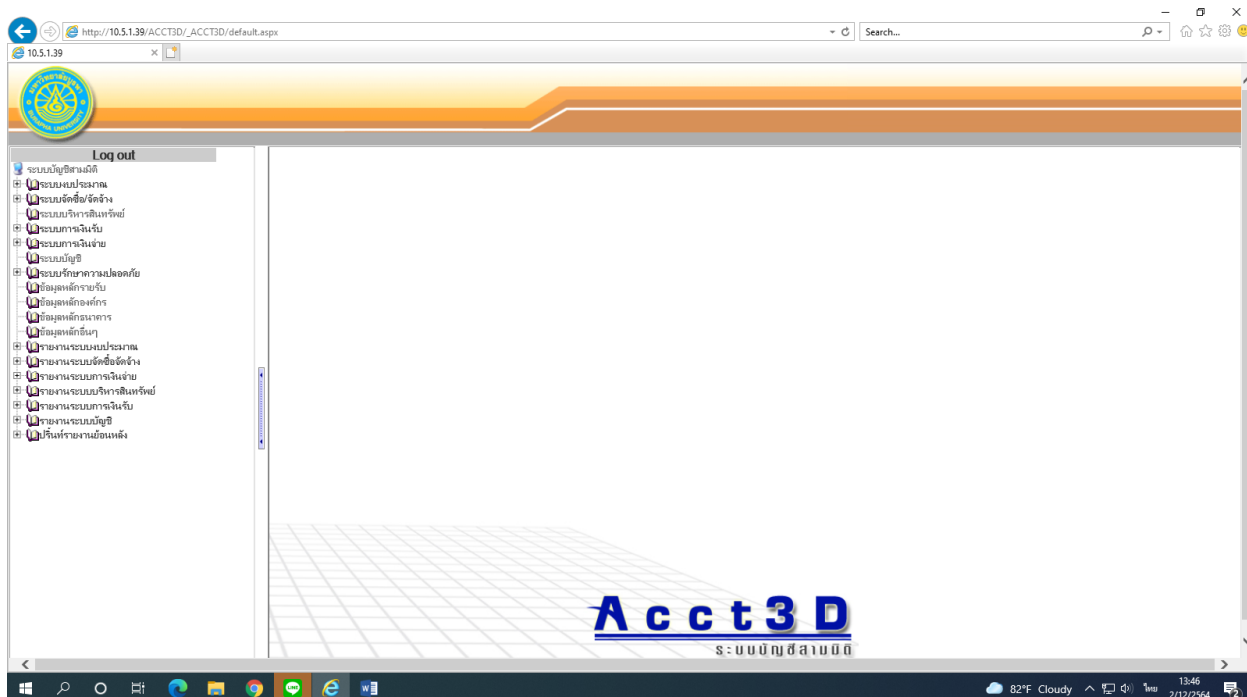 http://10.5.1.39/ACCT3D/_ACCT3D/default.aspx
Search...
10.5.1.39
มหาวิทยาลัยบูรพา
BURAPHA UNIVERSITY
Log out
ระบบบัญชีสามมิติ
ระบบงบประมาณ
ระบบจัดซื้อ/จัดจ้าง
ระบบบริหารสินทรัพย์
ระบบการเงินรับ
ระบบการเงินจ่าย
ระบบบัญชี
ระบบรักษาความปลอดภัย
ข้อมูลหลักรายรับ
ข้อมูลหลักองค์กร
ข้อมูลหลักธนาคาร
ข้อมูลหลักอื่นๆ
รายงานระบบงบประมาณ
รายงานระบบจัดซื้อจัดจ้าง
รายงานระบบการเงินจ่าย
รายงานระบบบริหารสินทรัพย์
รายงานระบบการเงินรับ
รายงานระบบบัญชี
ปริ้นท์รายงานย้อนหลัง
Acct3D
ระบบบัญชีสามมิติ
82°F Cloudy
ไทย
13:46
2/12/2564